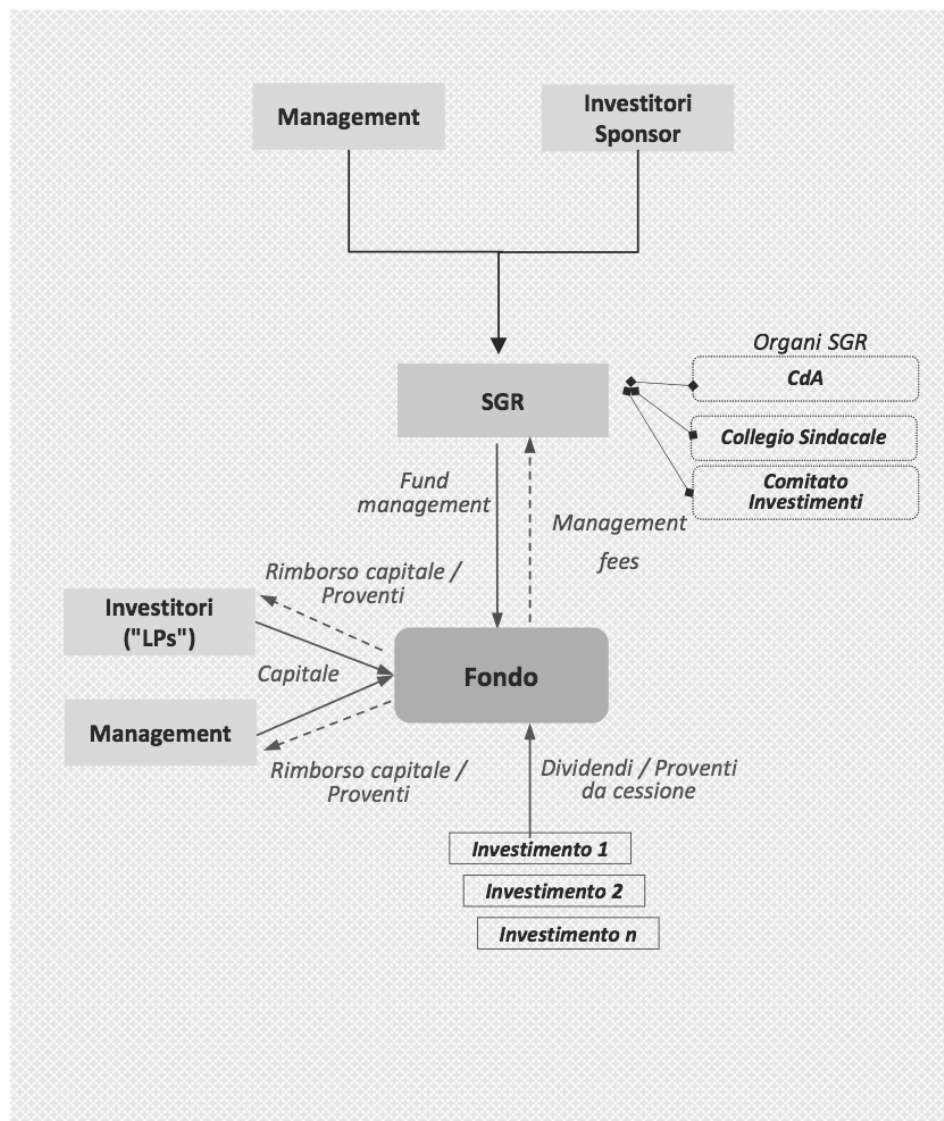 Management
Investitori
Sponsor
Organi SGR
CdA
SGR
Collegio Sindacale
Comitato
Investimenti
Fund
management
Management
fees
Rimborso capitale /
Proventi
Investitori
("LPs")
Capitale
Fondo
Management
Rimborso capitale /
Proventi
Dividendi / Proventi
da cessione
Investimento 1
Investimento 2
Investimento n